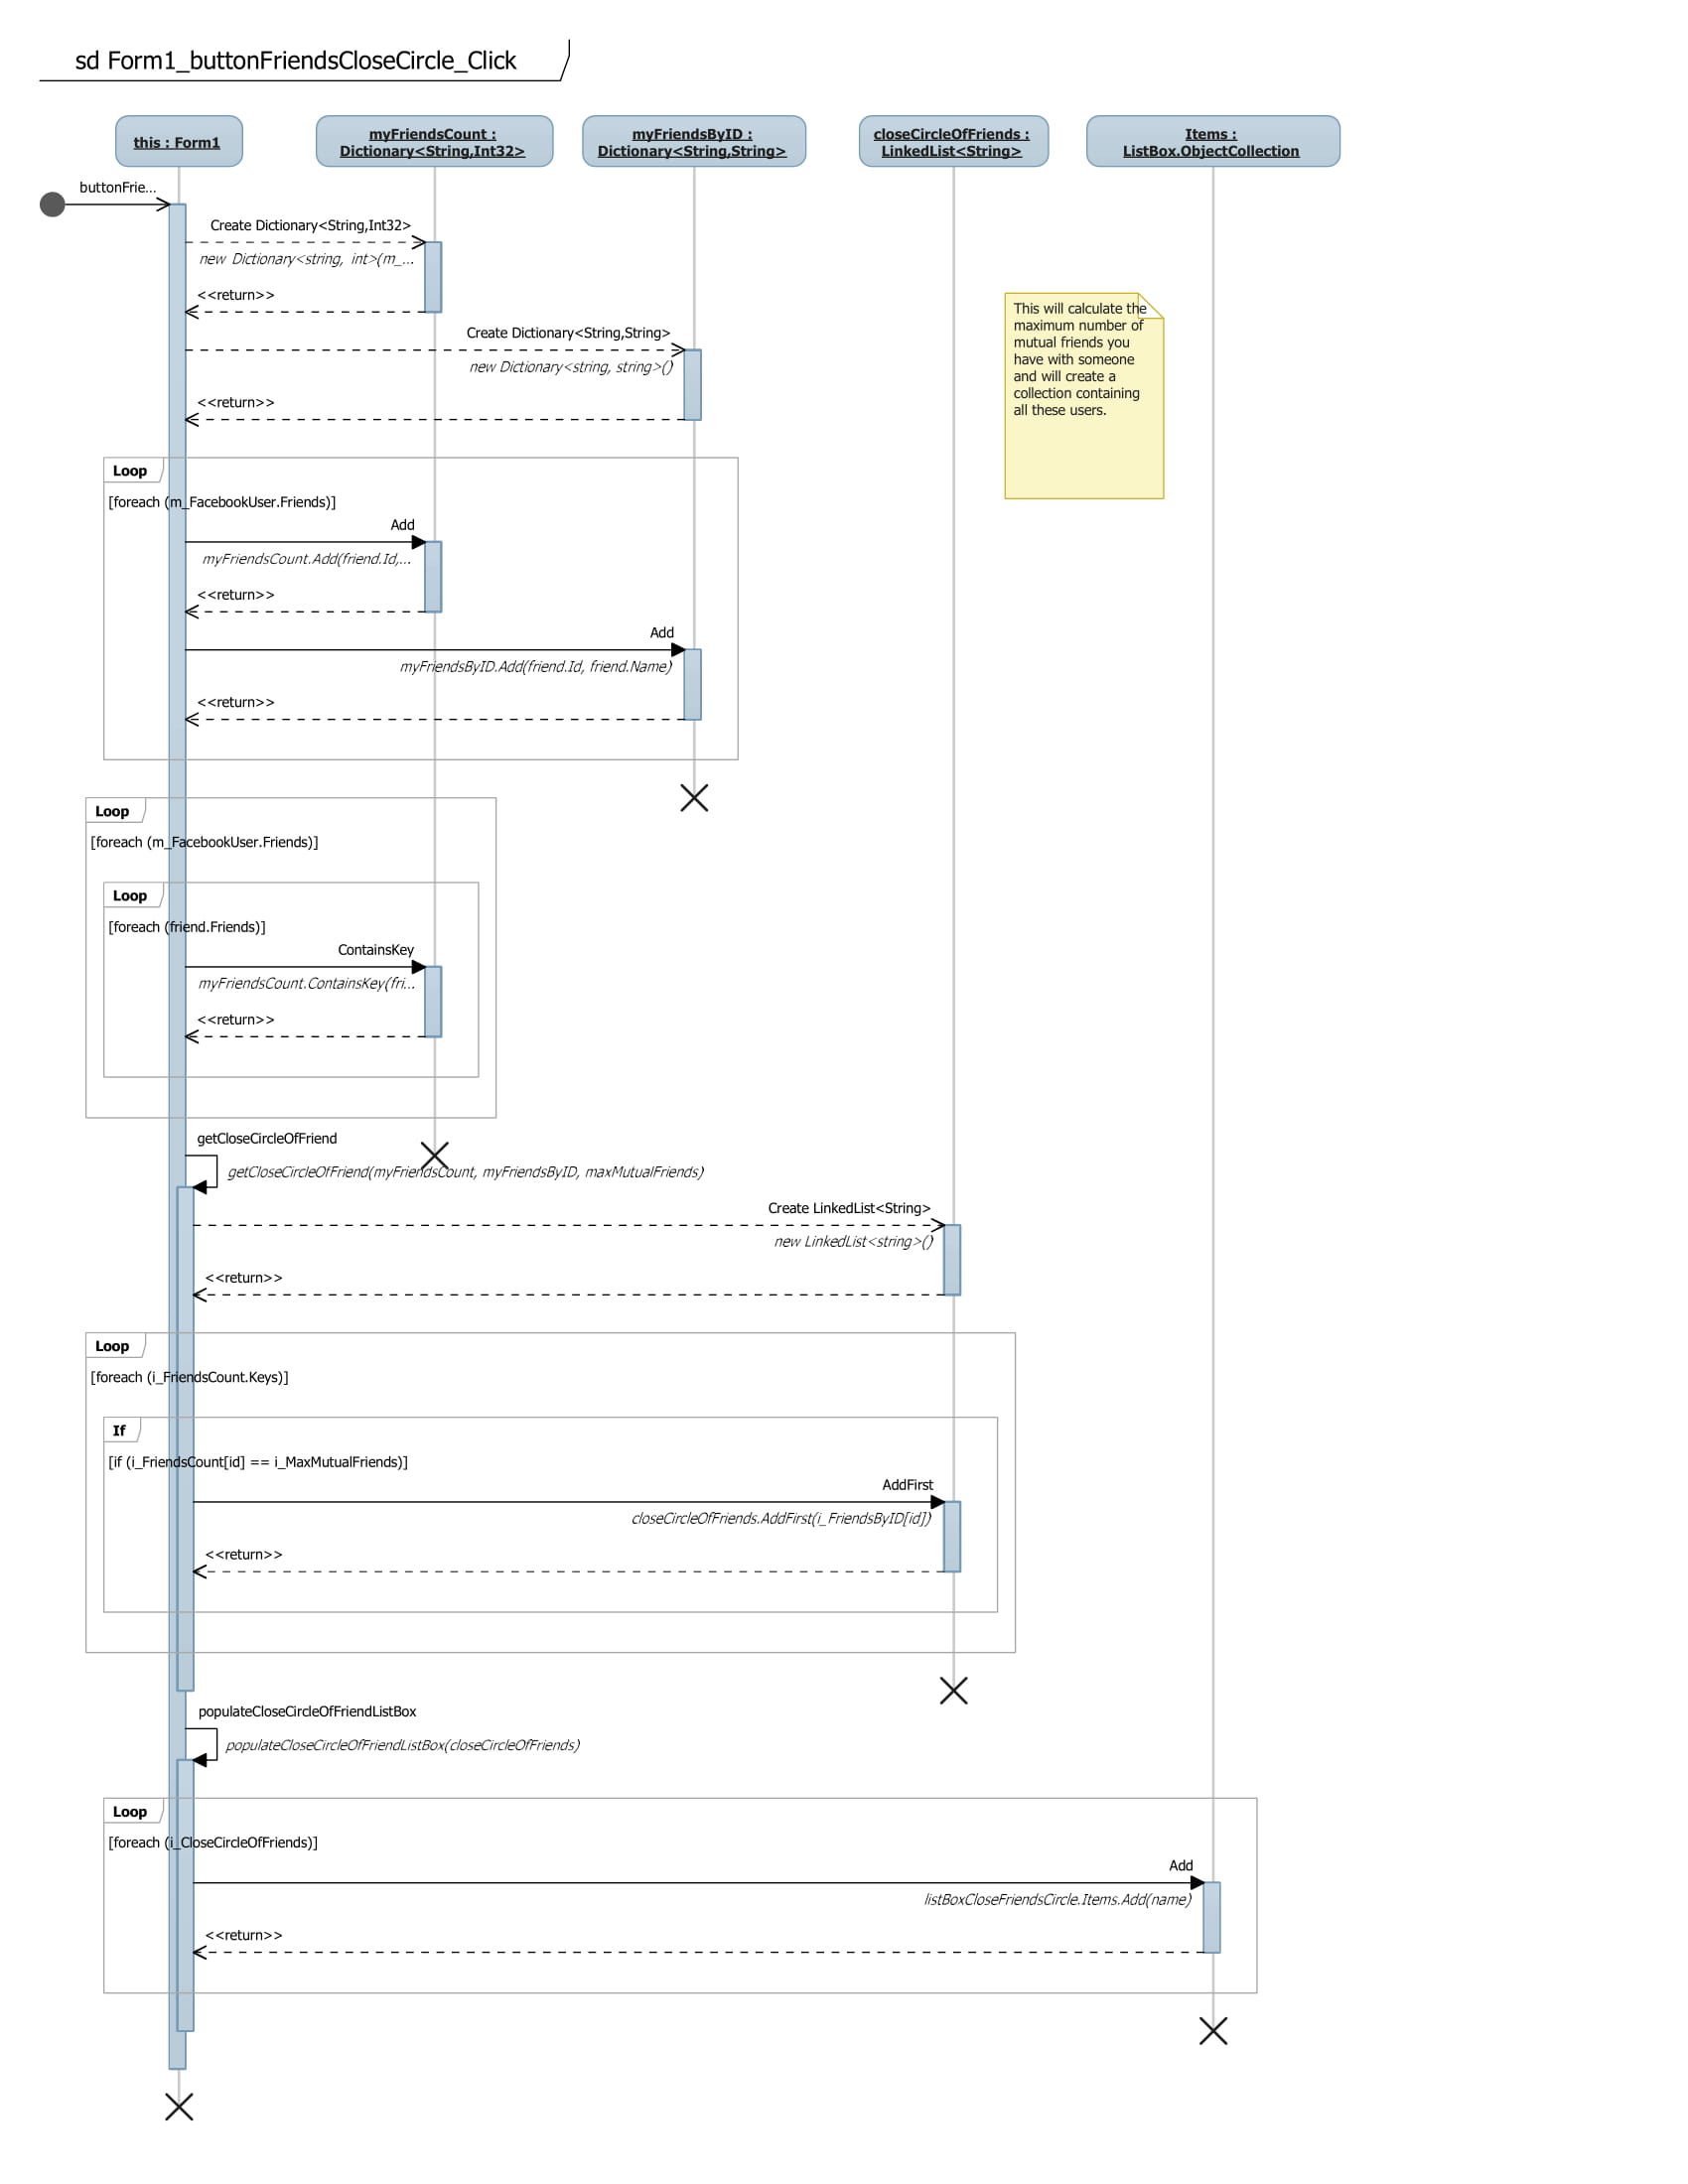 sd Form1_buttonFriendsCloseCircle_Click
this : Form1
myFriendsCount :
Dictionary<String,Int32>
myFriendsByID :
Dictionary<String,String>
closeCircleOfFriends :
LinkedList<String>
Items :
ListBox.ObjectCollection
buttonFrie...
Create Dictionary<String,Int32>
new Dictionary<string, int>(m_...
<<return>>
This will calculate the
maximum number of
mutual friends you
have with someone
and will create a
collection containing
all these users.
Create Dictionary<String,String>
new Dictionary<string, string>()
<<return>>
Loop
[foreach (m_FacebookUser.Friends)]
Add
myFriendsCount.Add(friend.Id,...
<<return>>
Add
myFriendsByID.Add(friend.Id, friend.Name)
<<return>>
Loop
[foreach (m_FacebookUser.Friends)]
Loop
[foreach (friend.Friends)]
ContainsKey
myFriendsCount.ContainsKey(fri...
<<return>>
getCloseCircleOfFriend
getCloseCircleOfFriend(myFriendsCount, myFriendsByID, maxMutualFriends)
Create LinkedList<String>
new LinkedList<string>()
<<return>>
Loop
[foreach (i_FriendsCount.Keys)]
If
[if (i_FriendsCount[id] == i_MaxMutualFriends)]
AddFirst
closeCircleOfFriends.AddFirst(i_FriendsByID[id])
<<return>>
populateCloseCircleOfFriendListBox
populateCloseCircleOfFriendListBox(closeCircleOfFriends)
Loop
[foreach (i_CloseCircleOfFriends)]
Add
listBoxCloseFriendsCircle.Items.Add(name)
<<return>>